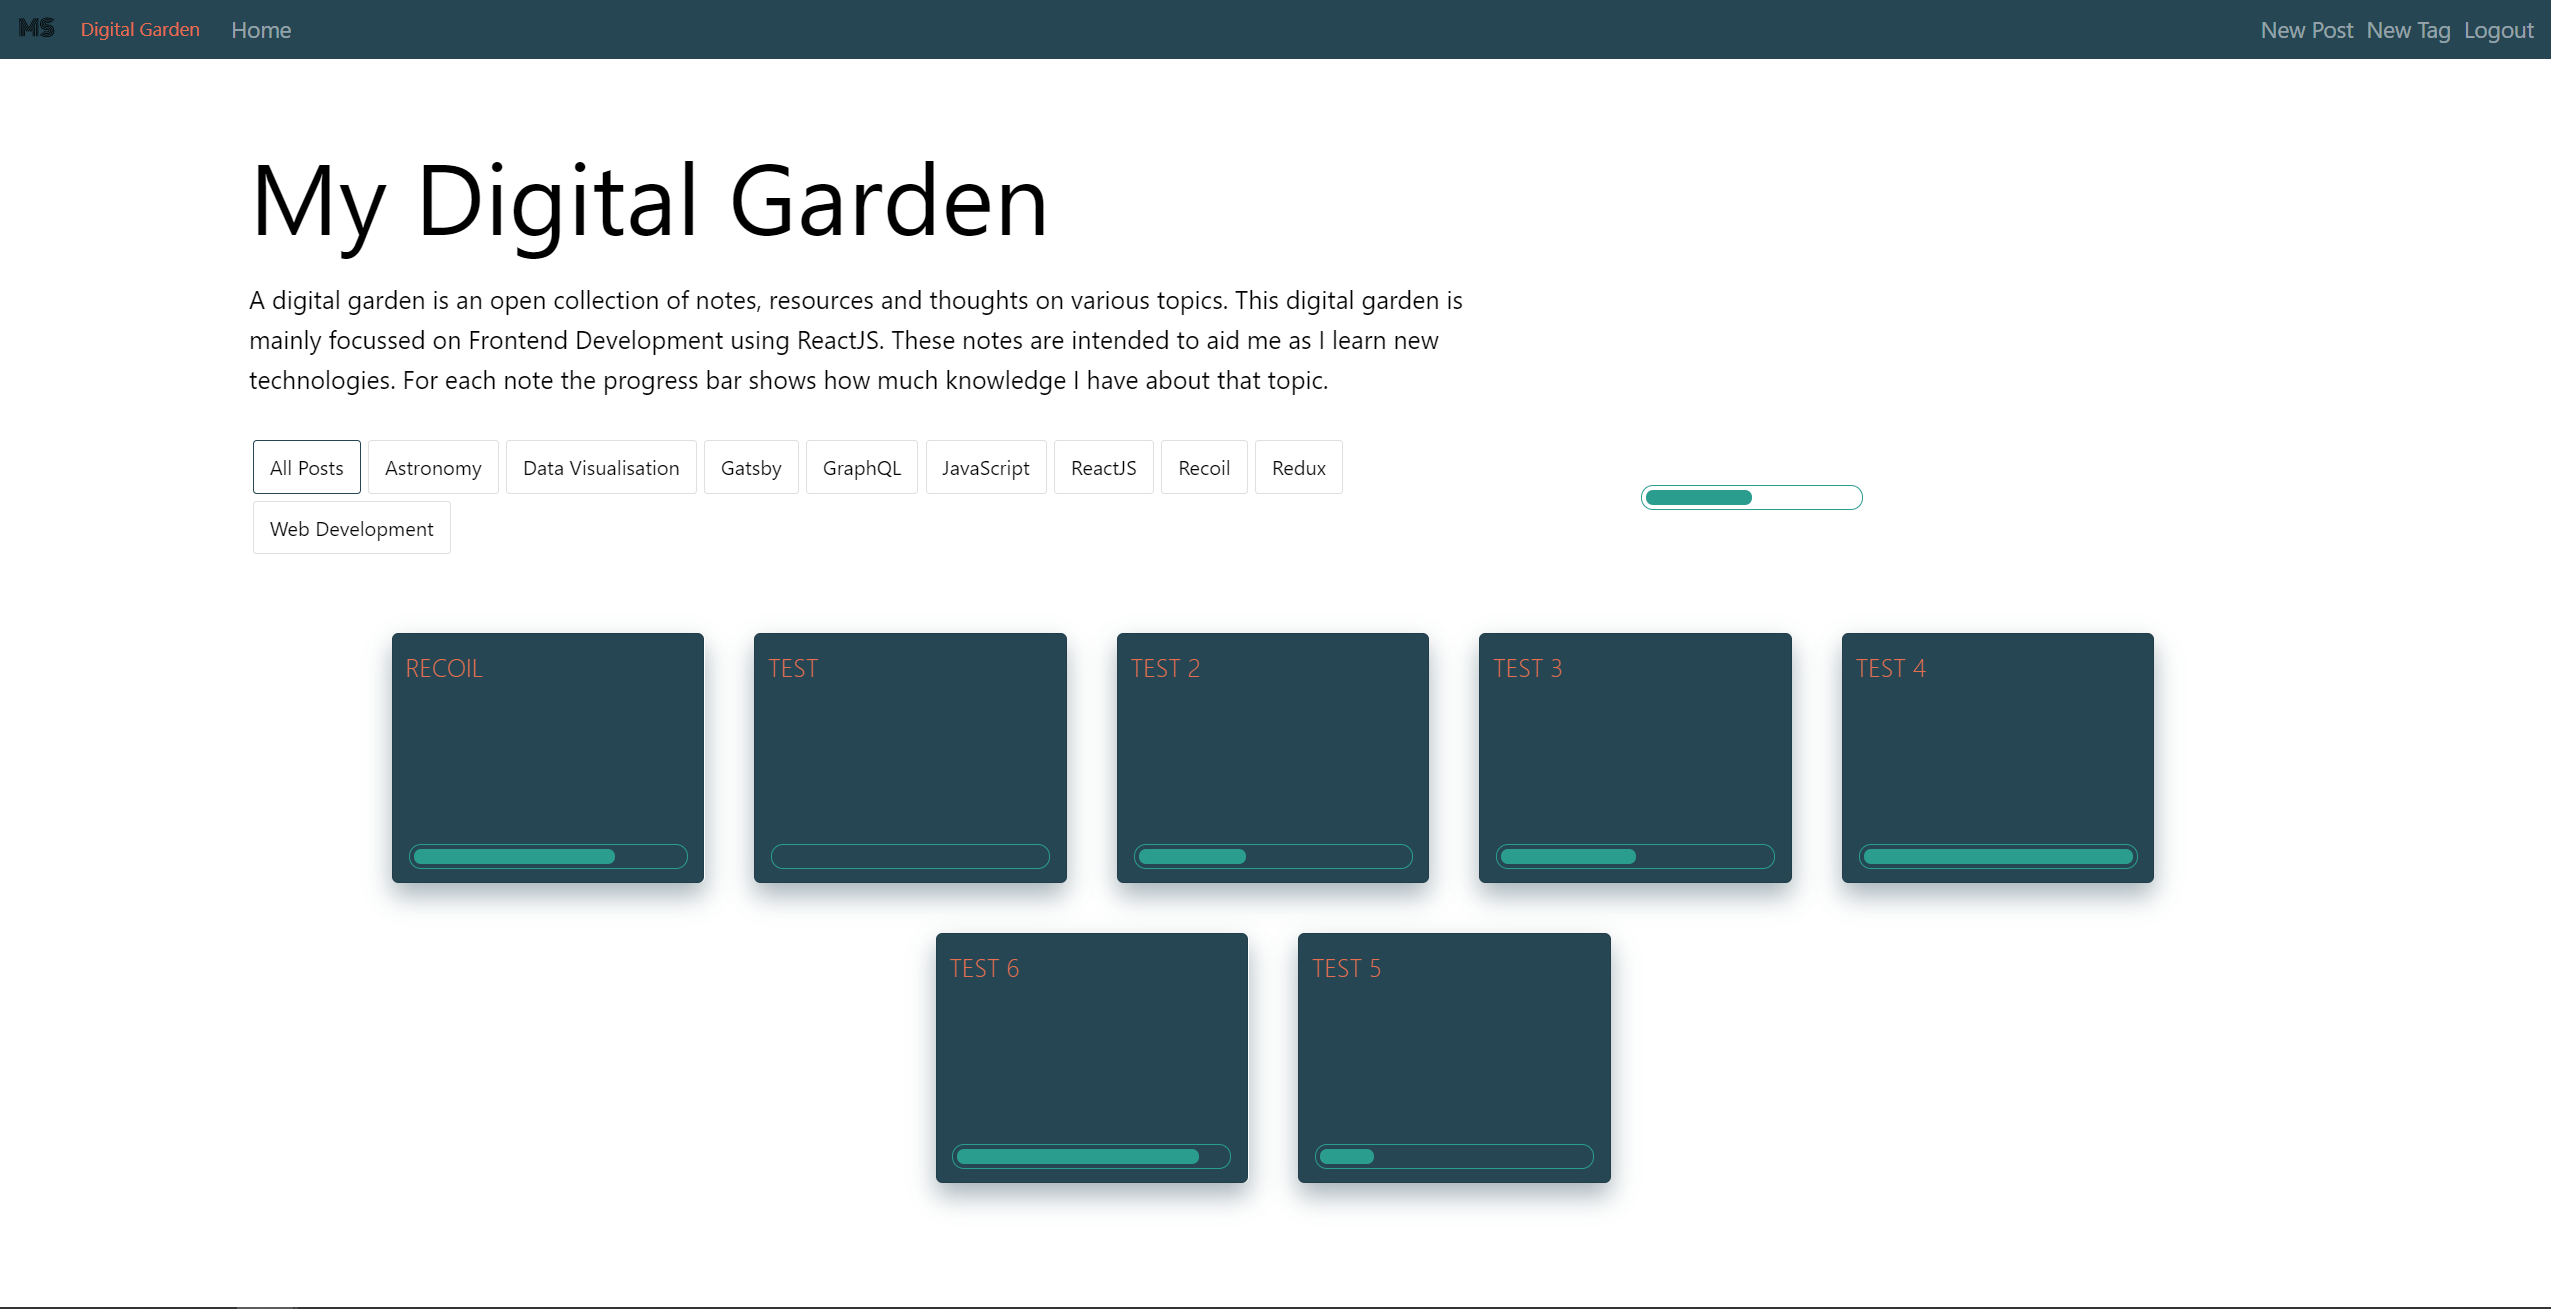 MS Digital Garden Home New Post New Tag Logout
My Digital Garden
A digital garden is an open collection of notes, resources and thoughts on various topics. This digital garden is
mainly focussed on Frontend Development using ReactJS. These notes are intended to aid me as I learn new
technologies. For each note the progress bar shows how much knowledge I have about that topic.
All Posts Astronomy Data Visualisation Gatsby GraphQL JavaScript ReactJS Recoil Redux
Web Development
RECOIL TEST TEST 2 TEST 3 TEST 4
TEST 6 TEST 5